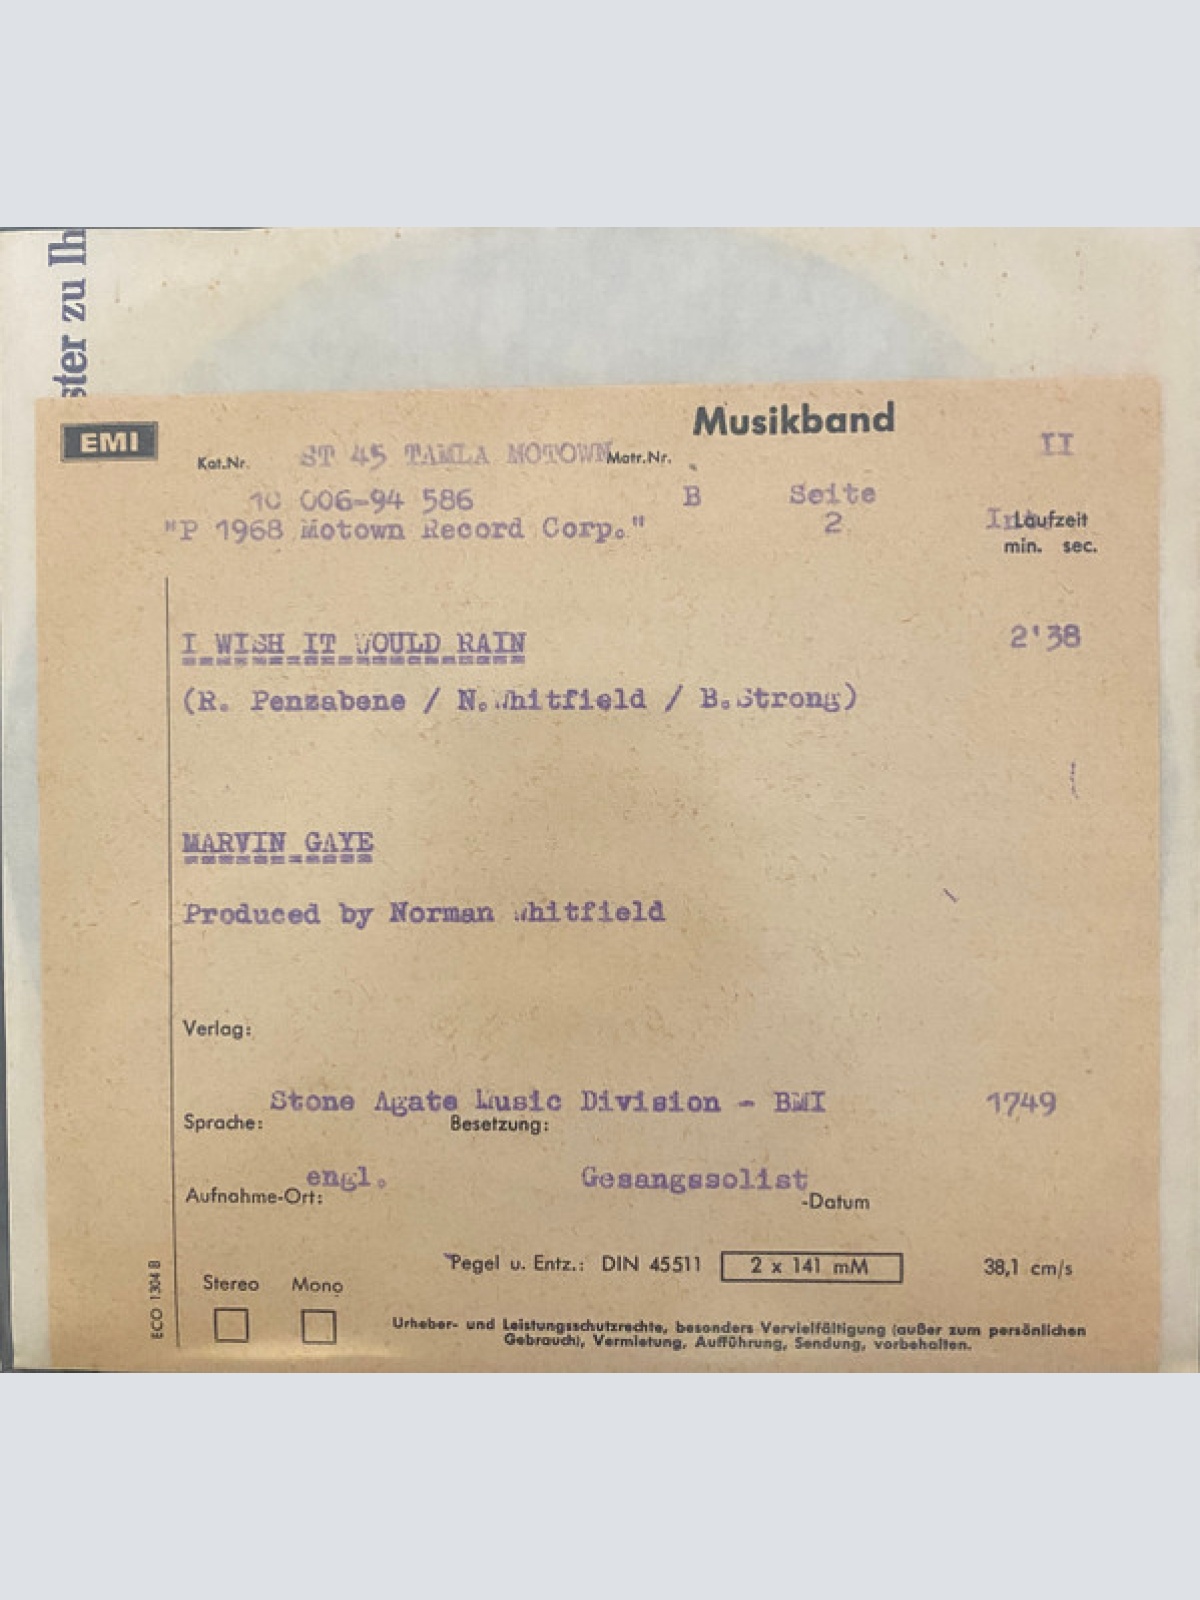 ster zu Ih
EMI
Musikband
Kat.Nr. ST 45 TAMLA MOTOWN Matr.Nr. II
1C 006-94 586 B Seite
"P 1968 Motown Record Corp." 2 Laufzeit
min. sec.
I WISH IT WOULD RAIN 2'38
(R. Penzabene / N.Whitfield / B.Strong)
MARVIN GAYE
Produced by Norman Whitfield
Verlag:
Stone Agate Music Division - BMI 1749
Sprache: Besetzung:
engl. Gesangssolist
Aufnahme-Ort: -Datum
Pegel u. Entz.: DIN 45511 2 x 141 mM 38,1 cm/s
Stereo Mono
Urheber- und Leistungsschutzrechte, besonders Vervielfältigung (außer zum persönlichen
Gebrauch), Vermietung, Aufführung, Sendung, vorbehalten.
ECO 1304 B